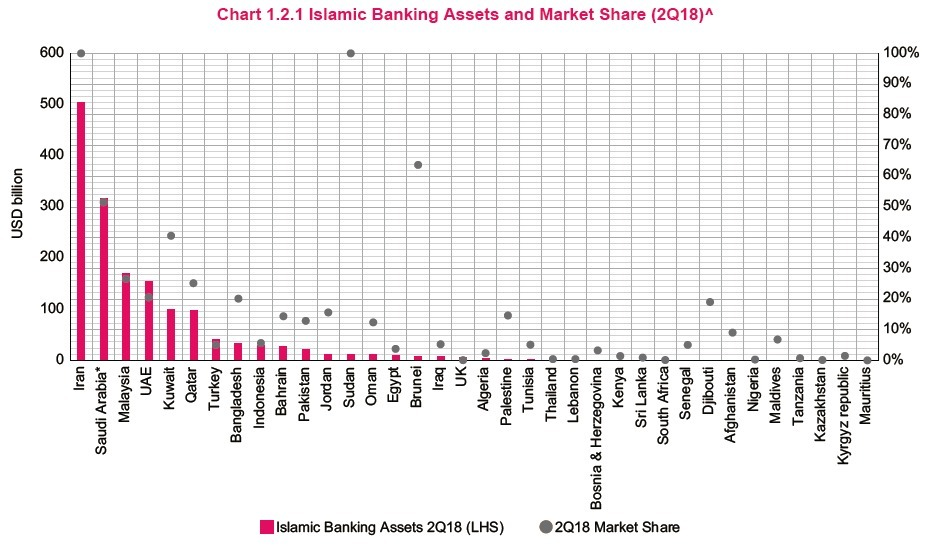 Chart 1.2.1 Islamic Banking Assets and Market Share (2Q18)^
600
500
400
300
200
100
0
USD billion
100%
90%
80%
70%
60%
50%
40%
30%
20%
10%
0%
Iran
Saudi Arabia*
Malaysia
UAE
Kuwait
Qatar
Turkey
Bangladesh
Indonesia
Bahrain
Pakistan
Jordan
Sudan
Oman
Egypt
Brunei
Iraq
UK
Algeria
Palestine
Tunisia
Thailand
Lebanon
Bosnia & Herzegovina
Kenya
Sri Lanka
South Africa
Senegal
Djibouti
Afghanistan
Nigeria
Maldives
Tanzania
Kazakhstan
Kyrgyz republic
Mauritius
Islamic Banking Assets 2Q18 (LHS)
2Q18 Market Share